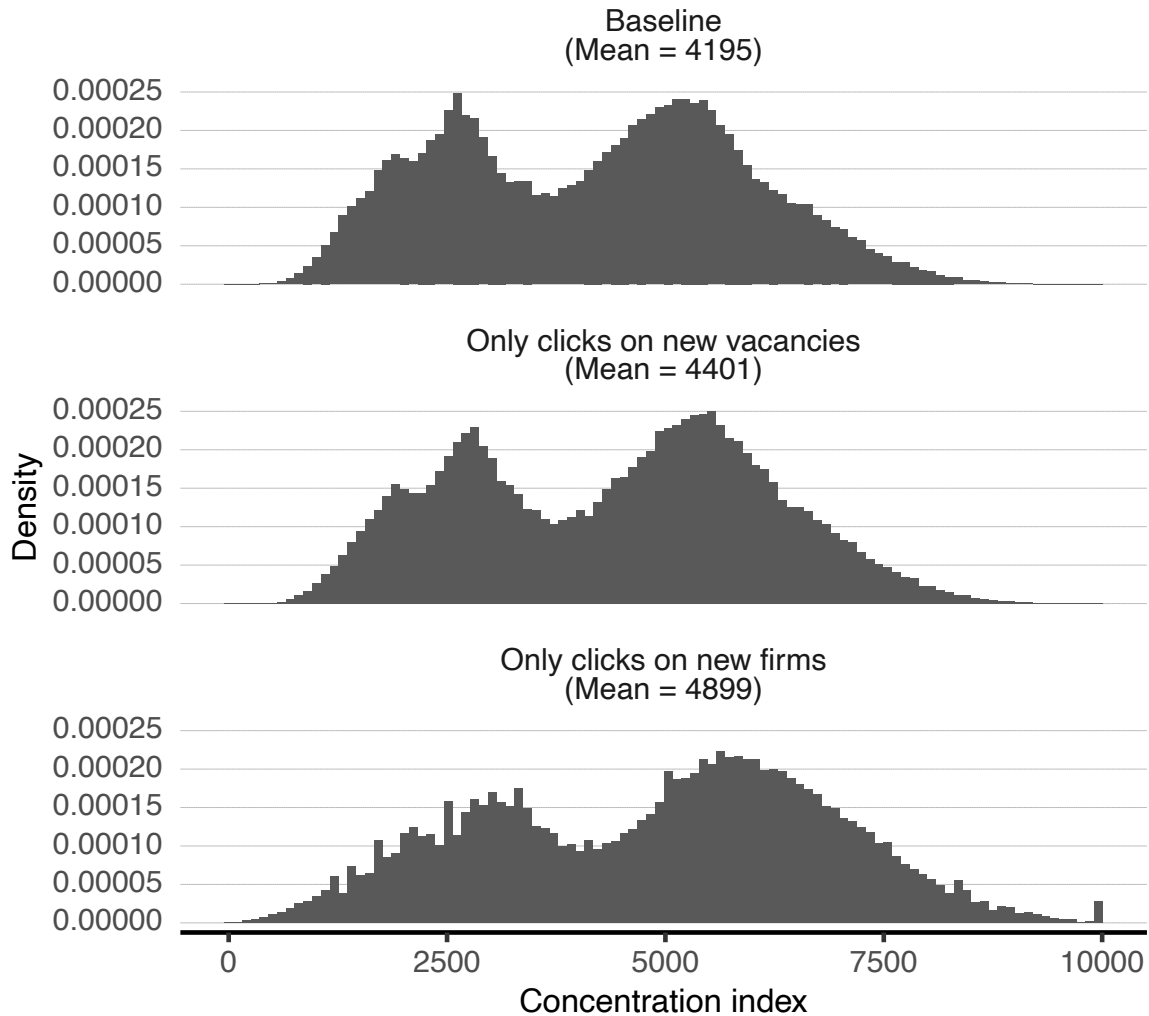 Baseline
(Mean = 4195)
0.00025
0.00020
0.00015
0.00010
0.00005
0.00000
Only clicks on new vacancies
(Mean = 4401)
0.00025
0.00020
0.00015
0.00010
0.00005
0.00000
Density
Only clicks on new firms
(Mean = 4899)
0.00025
0.00020
0.00015
0.00010
0.00005
0.00000
0 2500 5000 7500 10000
Concentration index